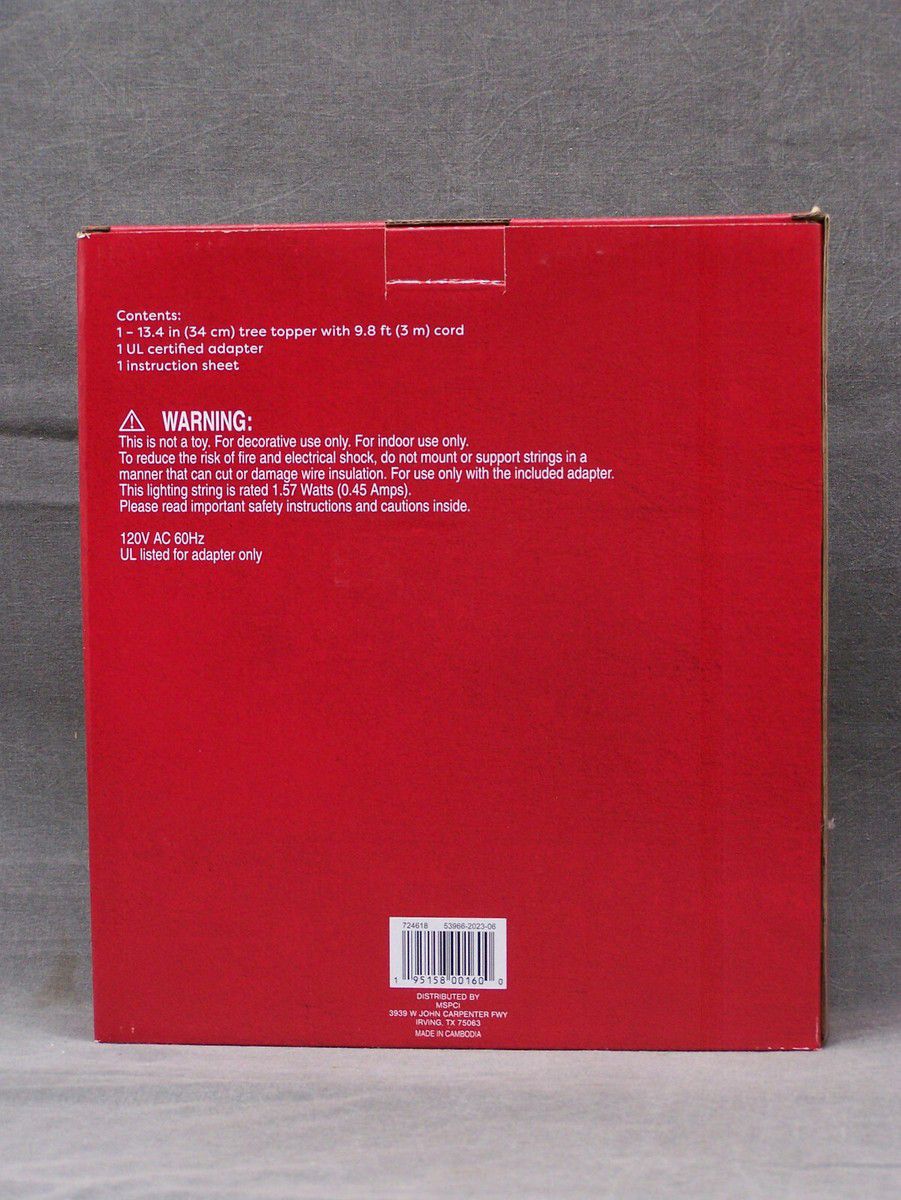 Contents:
1 – 13.4 in (34 cm) tree topper with 9.8 ft (3 m) cord
1 UL certified adapter
1 instruction sheet
WARNING:
This is not a toy. For decorative use only. For indoor use only.
To reduce the risk of fire and electrical shock, do not mount or support strings in a
manner that can cut or damage wire insulation. For use only with the included adapter.
This lighting string is rated 1.57 Watts (0.45 Amps).
Please read important safety instructions and cautions inside.
120V AC 60Hz
UL listed for adapter only
724618 53966-2023-06
1 95158 00160 0
DISTRIBUTED BY
MSPCI
3939 W JOHN CARPENTER FWY
IRVING, TX 75063
MADE IN CAMBODIA